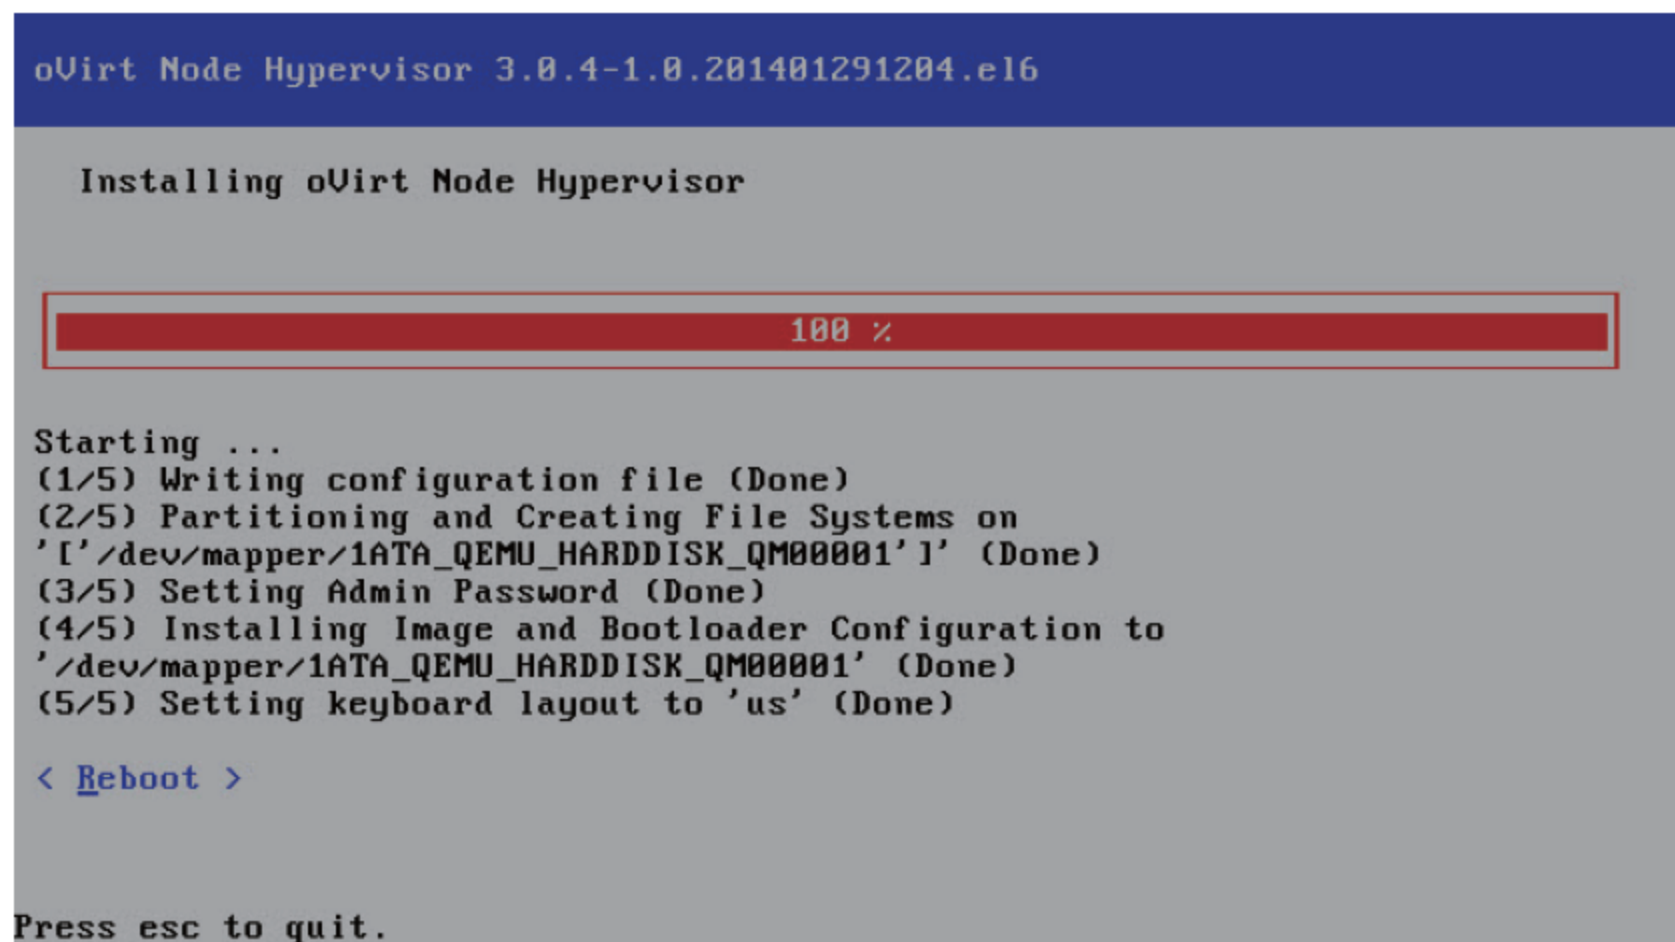 oVirt Node Hypervisor 3.0.4-1.0.201401291204.el6
Installing oVirt Node Hypervisor
100 %
Starting ...
(1/5) Writing configuration file (Done)
(2/5) Partitioning and Creating File Systems on
'['/dev/mapper/1ATA_QEMU_HARDDISK_QM00001']' (Done)
(3/5) Setting Admin Password (Done)
(4/5) Installing Image and Bootloader Configuration to
'/dev/mapper/1ATA_QEMU_HARDDISK_QM00001' (Done)
(5/5) Setting keyboard layout to 'us' (Done)
< Reboot >
Press esc to quit.